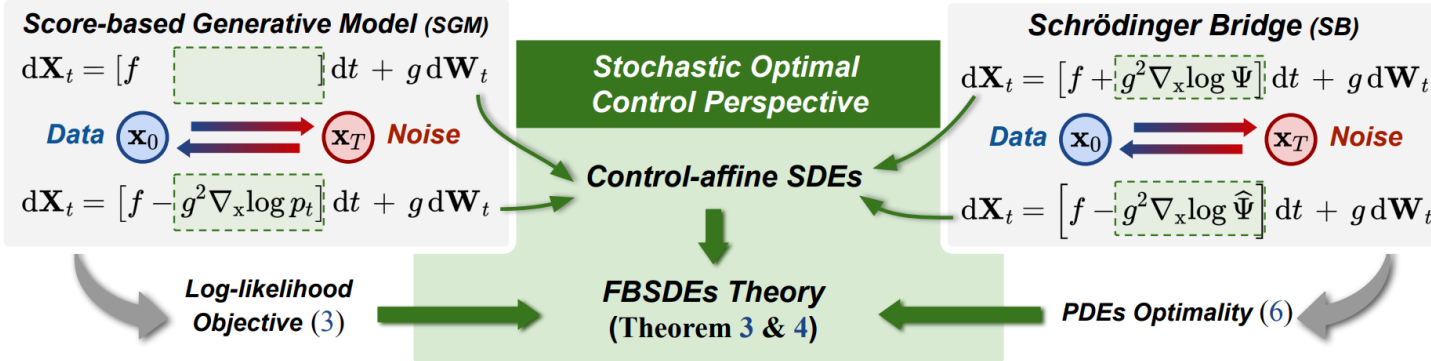 Score-based Generative Model (SGM)
dX_t = [f ] dt + g dW_t
Data x_0 x_T Noise
dX_t = [f − g^2 ∇_x log p_t] dt + g dW_t
Log-likelihood
Objective (3)
Stochastic Optimal
Control Perspective
Control-affine SDEs
FBSDEs Theory
(Theorem 3 & 4)
Schrödinger Bridge (SB)
dX_t = [f + g^2 ∇_x log Ψ] dt + g dW_t
Data x_0 x_T Noise
dX_t = [f − g^2 ∇_x log Ψ̂] dt + g dW_t
PDEs Optimality (6)